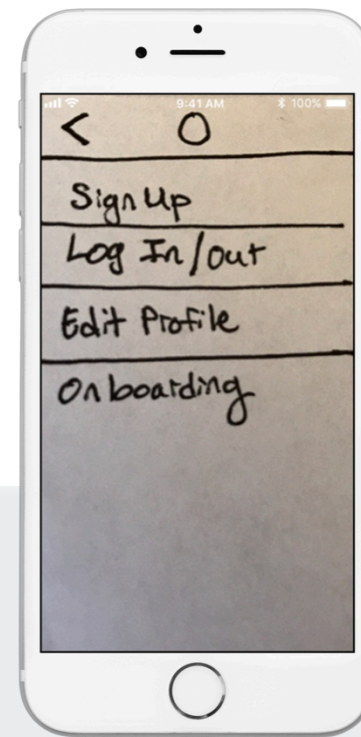 9:41 AM 100%
< O
Sign Up
Log In/out
Edit Profile
Onboarding